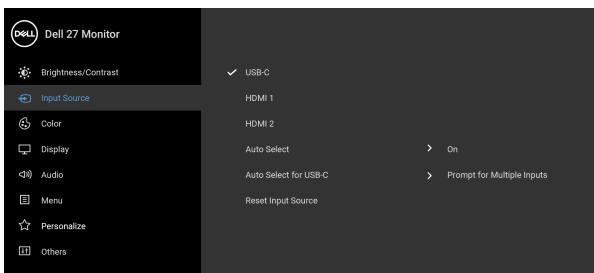 DELL Dell 27 Monitor
Brightness/Contrast
USB-C
Input Source
HDMI 1
Color
HDMI 2
Display
Auto Select
On
Audio
Auto Select for USB-C
Prompt for Multiple Inputs
Menu
Reset Input Source
Personalize
Others